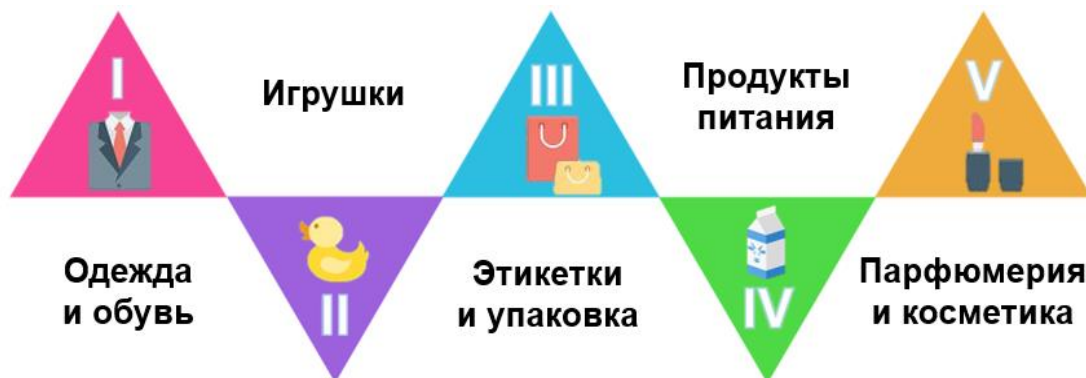 I
Одежда
и обувь
Игрушки
II
III
Этикетки
и упаковка
Продукты
питания
IV
V
Парфюмерия
и косметика